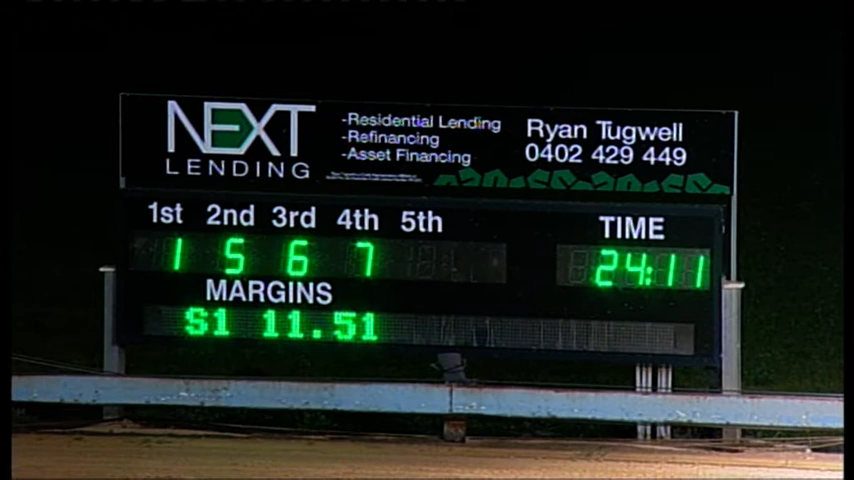 NEXT
LENDING
-Residential Lending
-Refinancing
-Asset Financing
Ryan Tugwell
0402 429 449
1st 2nd 3rd 4th 5th
1 5 6 7
TIME
24:11
MARGINS
S1 11.51